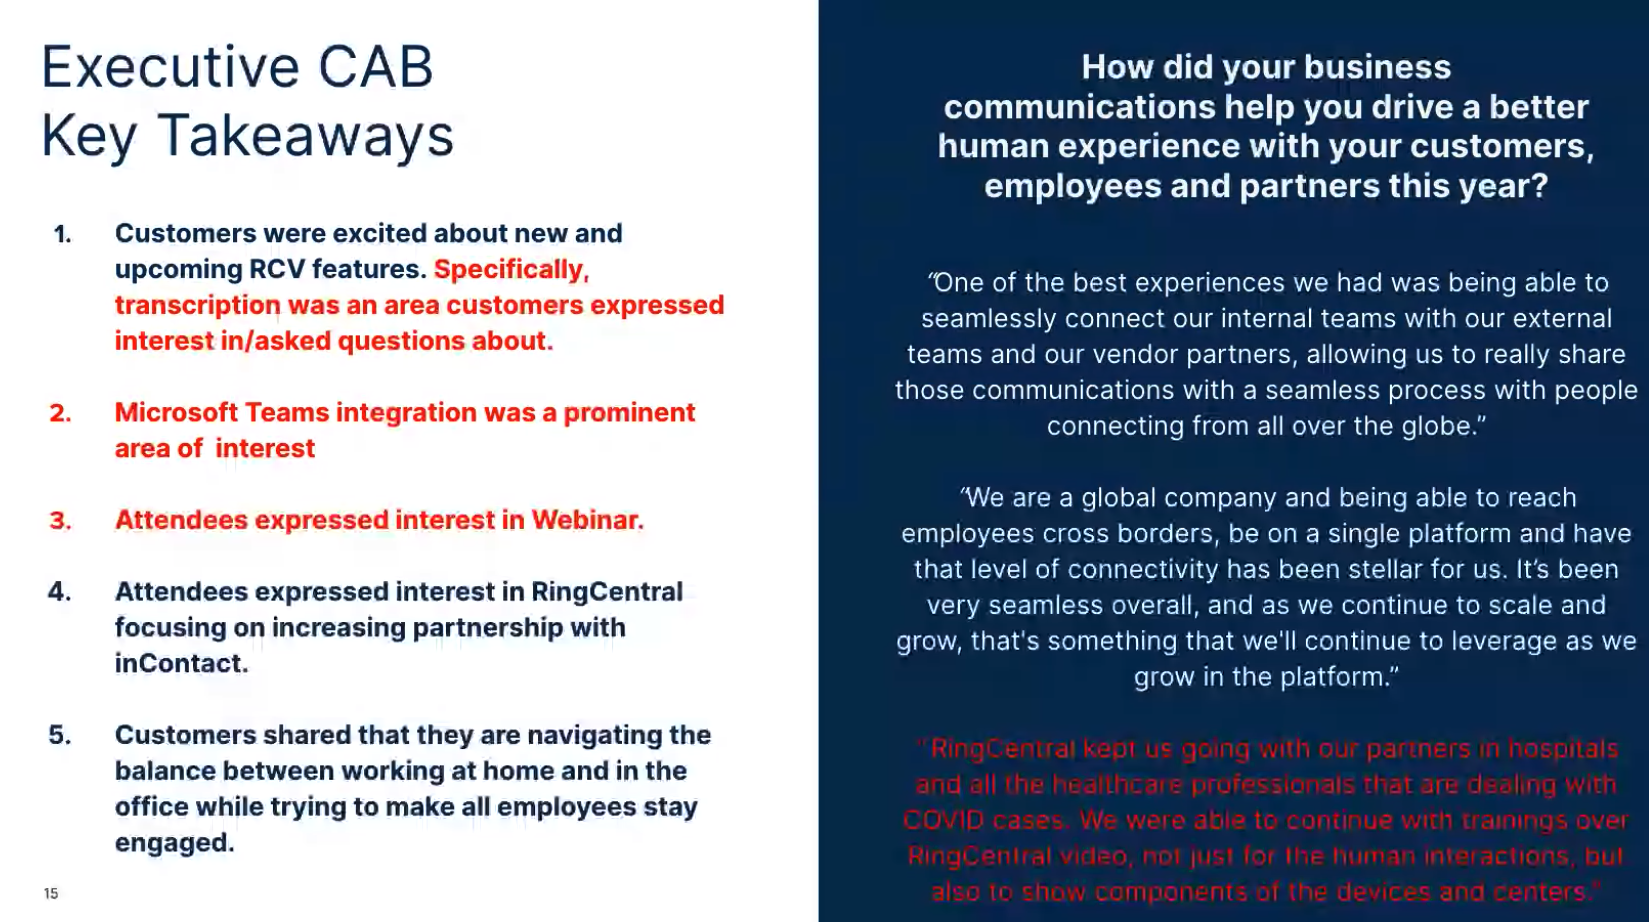 Executive CAB
Key Takeaways
1. Customers were excited about new and
upcoming RCV features. Specifically,
transcription was an area customers expressed
interest in/asked questions about.
2. Microsoft Teams integration was a prominent
area of interest
3. Attendees expressed interest in Webinar.
4. Attendees expressed interest in RingCentral
focusing on increasing partnership with
inContact.
5. Customers shared that they are navigating the
balance between working at home and in the
office while trying to make all employees stay
engaged.
15
How did your business
communications help you drive a better
human experience with your customers,
employees and partners this year?
“One of the best experiences we had was being able to
seamlessly connect our internal teams with our external
teams and our vendor partners, allowing us to really share
those communications with a seamless process with people
connecting from all over the globe.”
“We are a global company and being able to reach
employees cross borders, be on a single platform and have
that level of connectivity has been stellar for us. It’s been
very seamless overall, and as we continue to scale and
grow, that's something that we'll continue to leverage as we
grow in the platform.”
“RingCentral kept us going with our partners in hospitals
and all the healthcare professionals that are dealing with
COVID cases. We were able to continue with trainings over
RingCentral video, not just for the human interactions, but
also to show components of the devices and centers.”